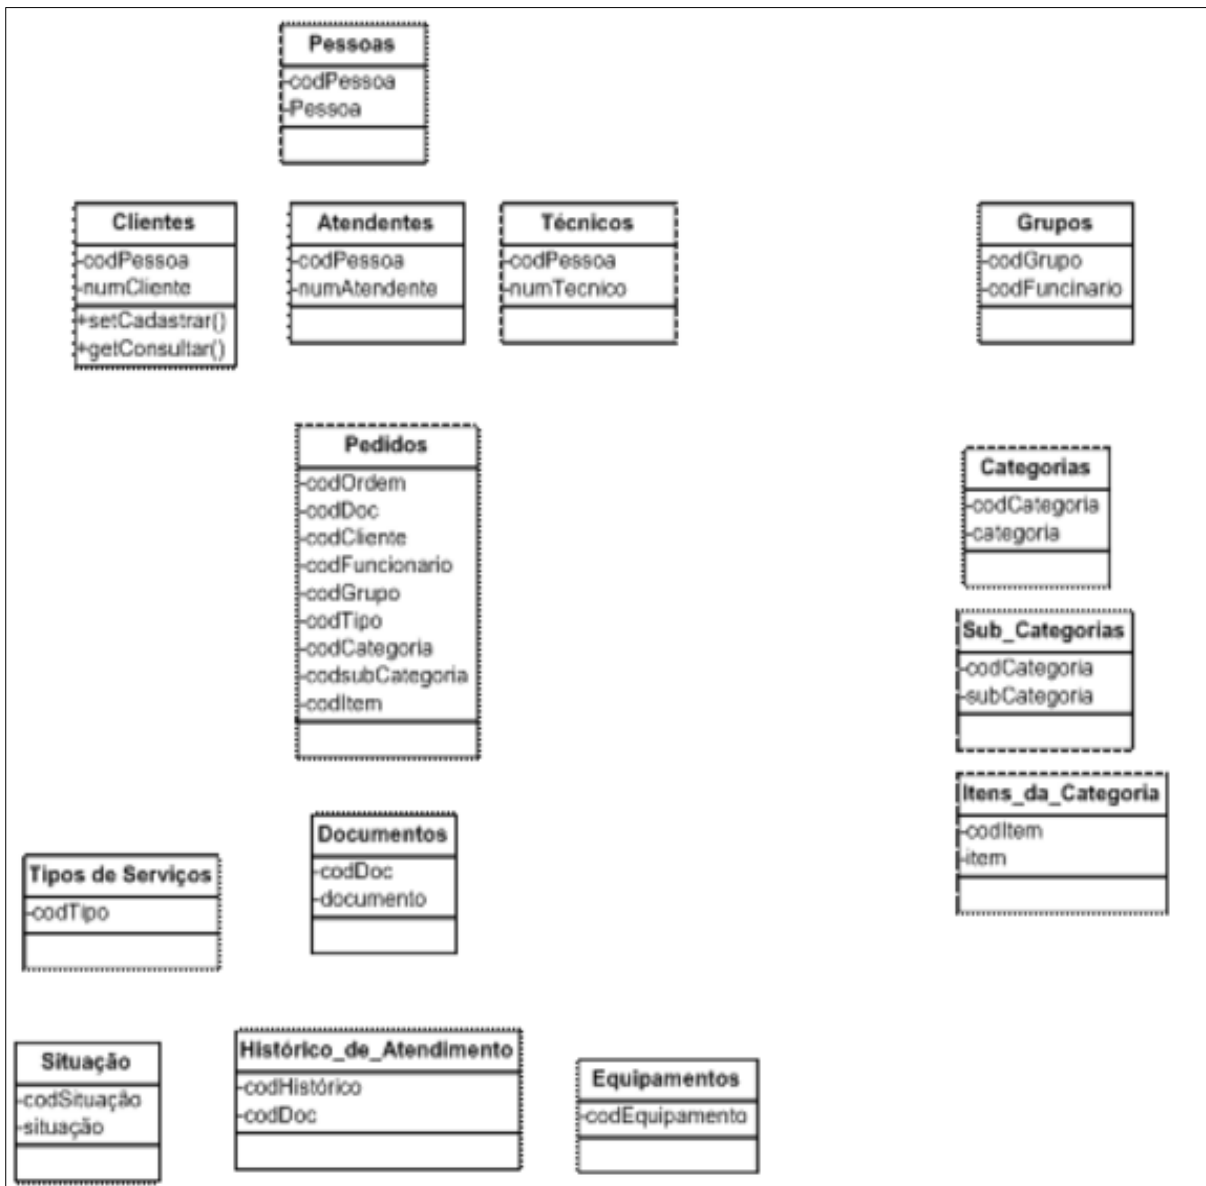 Pessoas
-codPessoa
-Pessoa
Clientes
-codPessoa
-numCliente
+setCadastrar()
+getConsultar()
Atendentes
-codPessoa
-numAtendente
Técnicos
-codPessoa
-numTecnico
Grupos
-codGrupo
-codFuncinario
Pedidos
-codOrdem
-codDoc
-codCliente
-codFuncionario
-codGrupo
-codTipo
-codCategoria
-codsubCategoria
-codItem
Categorias
-codCategoria
-categoria
Sub_Categorias
-codCategoria
-subCategoria
Itens_da_Categoria
-codItem
-item
Documentos
-codDoc
-documento
Tipos de Serviços
-codTipo
Situação
-codSituação
-situação
Histórico_de_Atendimento
-codHistórico
-codDoc
Equipamentos
-codEquipamento